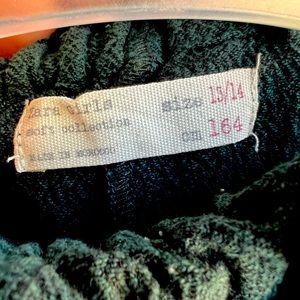 Zara Girls size 13/14
soft collection cm 164
MADE IN MOROCCO